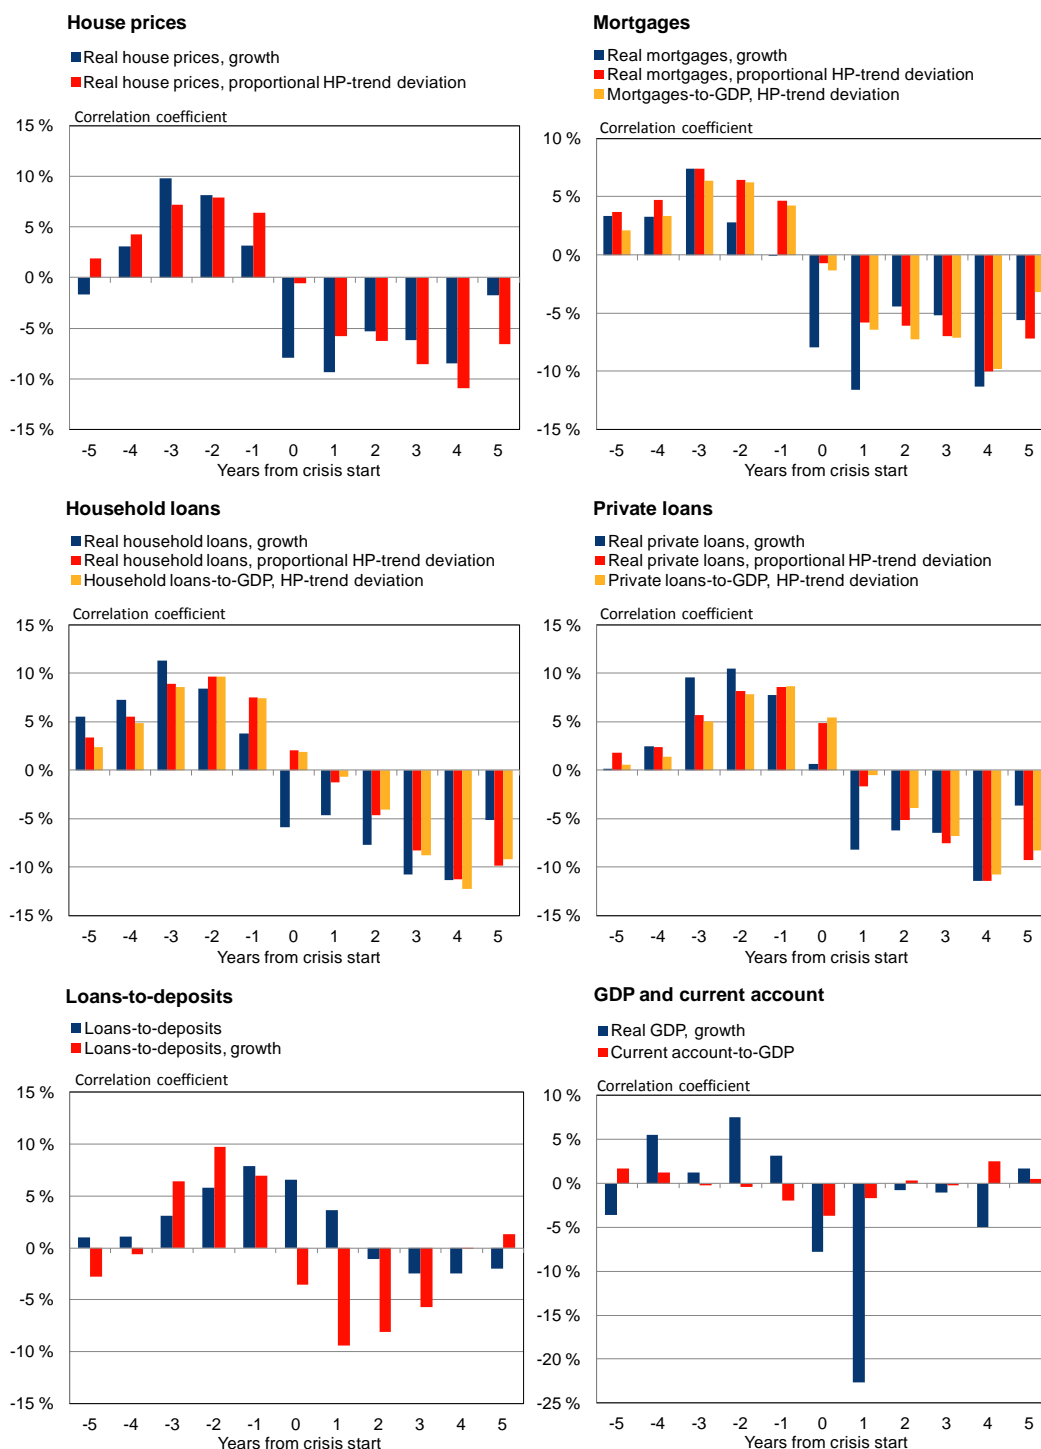 House prices
Real house prices, growth
Real house prices, proportional HP-trend deviation
Correlation coefficient
15 %
10 %
5 %
0 %
-5 %
-10 %
-15 %
-5 -4 -3 -2 -1 0 1 2 3 4 5
Years from crisis start
Mortgages
Real mortgages, growth
Real mortgages, proportional HP-trend deviation
Mortgages-to-GDP, HP-trend deviation
Correlation coefficient
10 %
5 %
0 %
-5 %
-10 %
-15 %
-5 -4 -3 -2 -1 0 1 2 3 4 5
Years from crisis start
Household loans
Real household loans, growth
Real household loans, proportional HP-trend deviation
Household loans-to-GDP, HP-trend deviation
Correlation coefficient
15 %
10 %
5 %
0 %
-5 %
-10 %
-15 %
-5 -4 -3 -2 -1 0 1 2 3 4 5
Years from crisis start
Private loans
Real private loans, growth
Real private loans, proportional HP-trend deviation
Private loans-to-GDP, HP-trend deviation
Correlation coefficient
15 %
10 %
5 %
0 %
-5 %
-10 %
-15 %
-5 -4 -3 -2 -1 0 1 2 3 4 5
Years from crisis start
Loans-to-deposits
Loans-to-deposits
Loans-to-deposits, growth
Correlation coefficient
15 %
10 %
5 %
0 %
-5 %
-10 %
-15 %
-5 -4 -3 -2 -1 0 1 2 3 4 5
Years from crisis start
GDP and current account
Real GDP, growth
Current account-to-GDP
Correlation coefficient
10 %
5 %
0 %
-5 %
-10 %
-15 %
-20 %
-25 %
-5 -4 -3 -2 -1 0 1 2 3 4 5
Years from crisis start